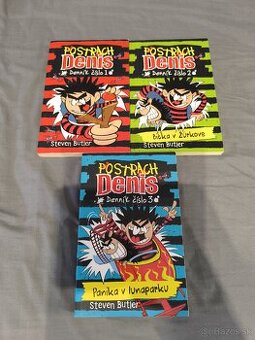 POSTRACH
Denis
Denník číslo 1
Steven Butler
POSTRACH
Denis
Denník číslo 2
Bitka v Žúrkove
Steven Butler
POSTRACH
Denis
Denník číslo 3
Panika v lunaparku
Steven Butler